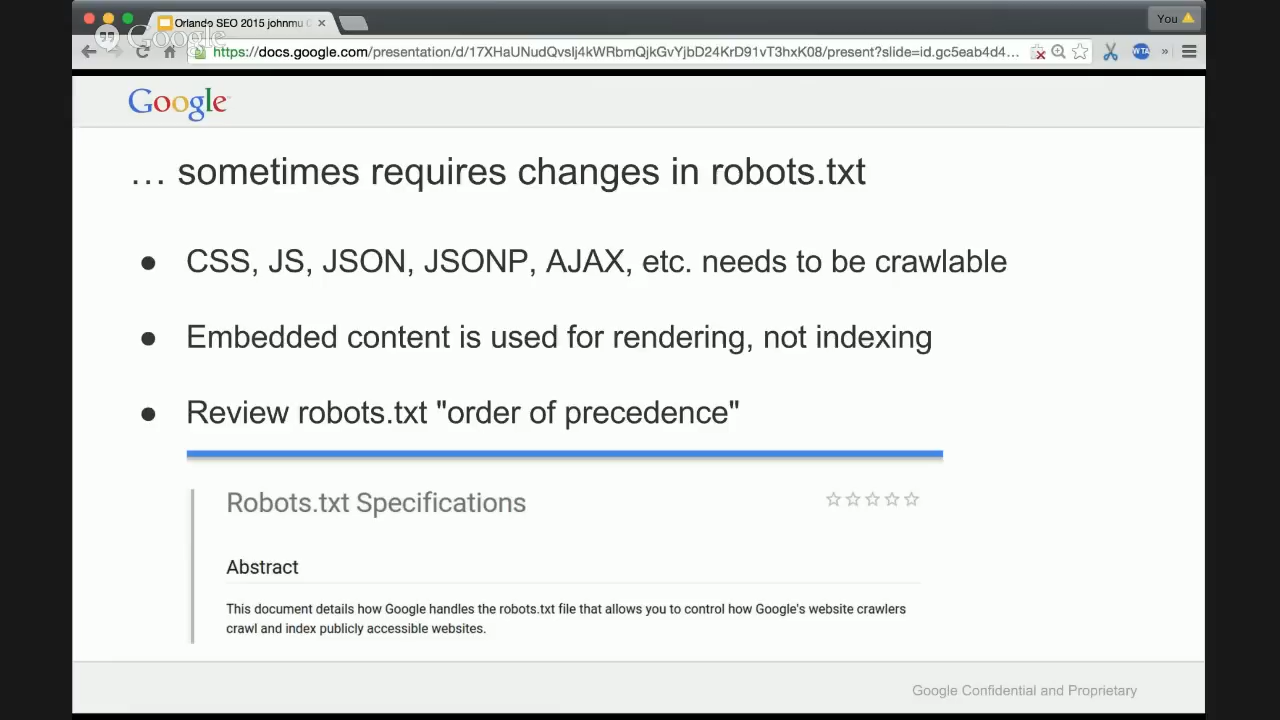 Orlando SEO 2015 johnmu
You
Google
https://docs.google.com/presentation/d/17XHaUNudQvsIj4kWRbmQjkGvYjbD24KrD91vT3hxK08/present?slide=id.gc5eab4d4...
WTA
»
Google
… sometimes requires changes in robots.txt
● CSS, JS, JSON, JSONP, AJAX, etc. needs to be crawlable
● Embedded content is used for rendering, not indexing
● Review robots.txt "order of precedence"
Robots.txt Specifications
Abstract
This document details how Google handles the robots.txt file that allows you to control how Google's website crawlers
crawl and index publicly accessible websites.
Google Confidential and Proprietary